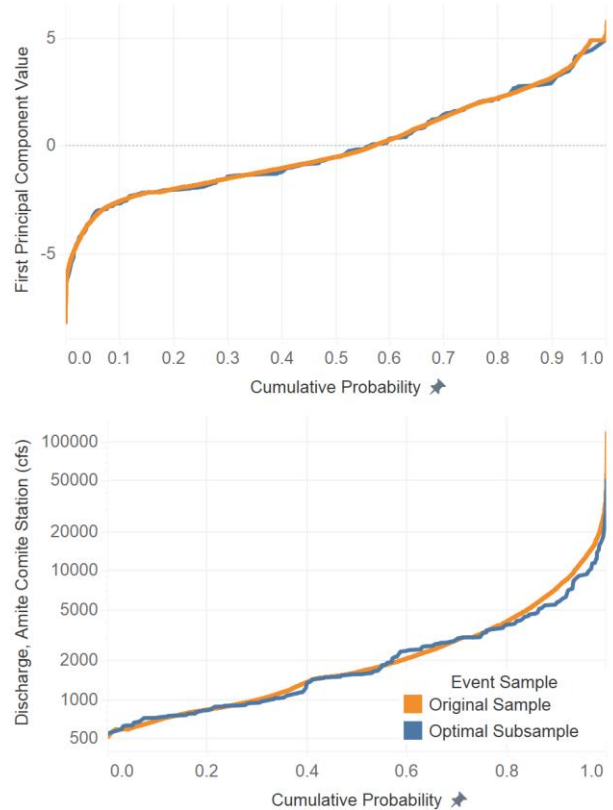 5
0
-5
First Principal Component Value
0.0 0.1 0.2 0.3 0.4 0.5 0.6 0.7 0.8 0.9 1.0
Cumulative Probability
100000
50000
20000
10000
5000
2000
1000
500
Discharge, Amite Comite Station (cfs)
Event Sample
Original Sample
Optimal Subsample
0.0 0.2 0.4 0.6 0.8 1.0
Cumulative Probability